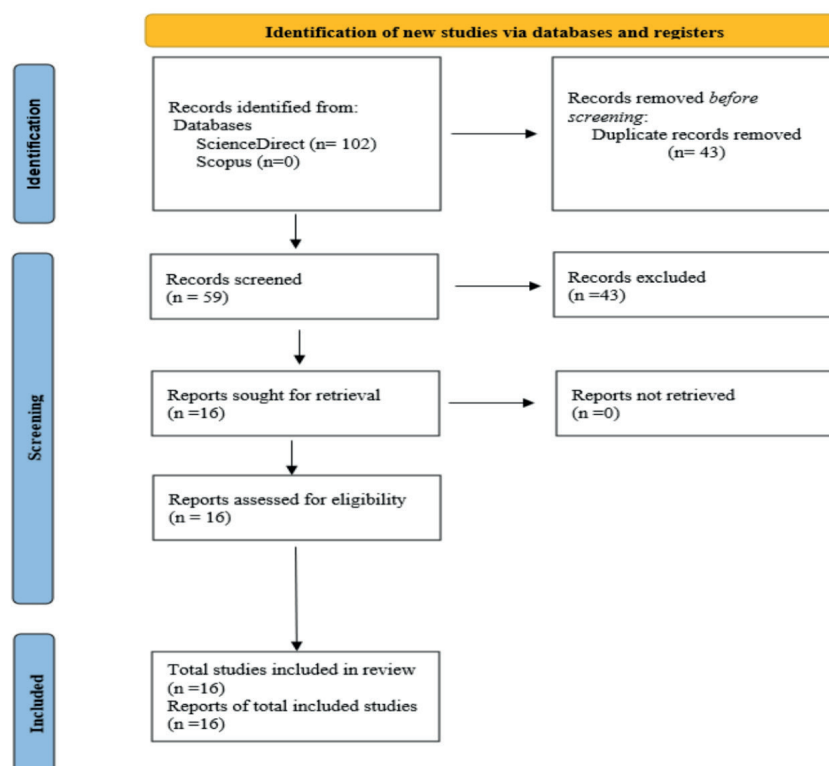 Identification of new studies via databases and registers
Identification
Records identified from:
Databases
ScienceDirect (n= 102)
Scopus (n=0)
Records removed before
screening:
Duplicate records removed
(n= 43)
Screening
Records screened
(n = 59)
Records excluded
(n =43)
Reports sought for retrieval
(n =16)
Reports not retrieved
(n =0)
Reports assessed for eligibility
(n = 16)
Included
Total studies included in review
(n =16)
Reports of total included studies
(n =16)